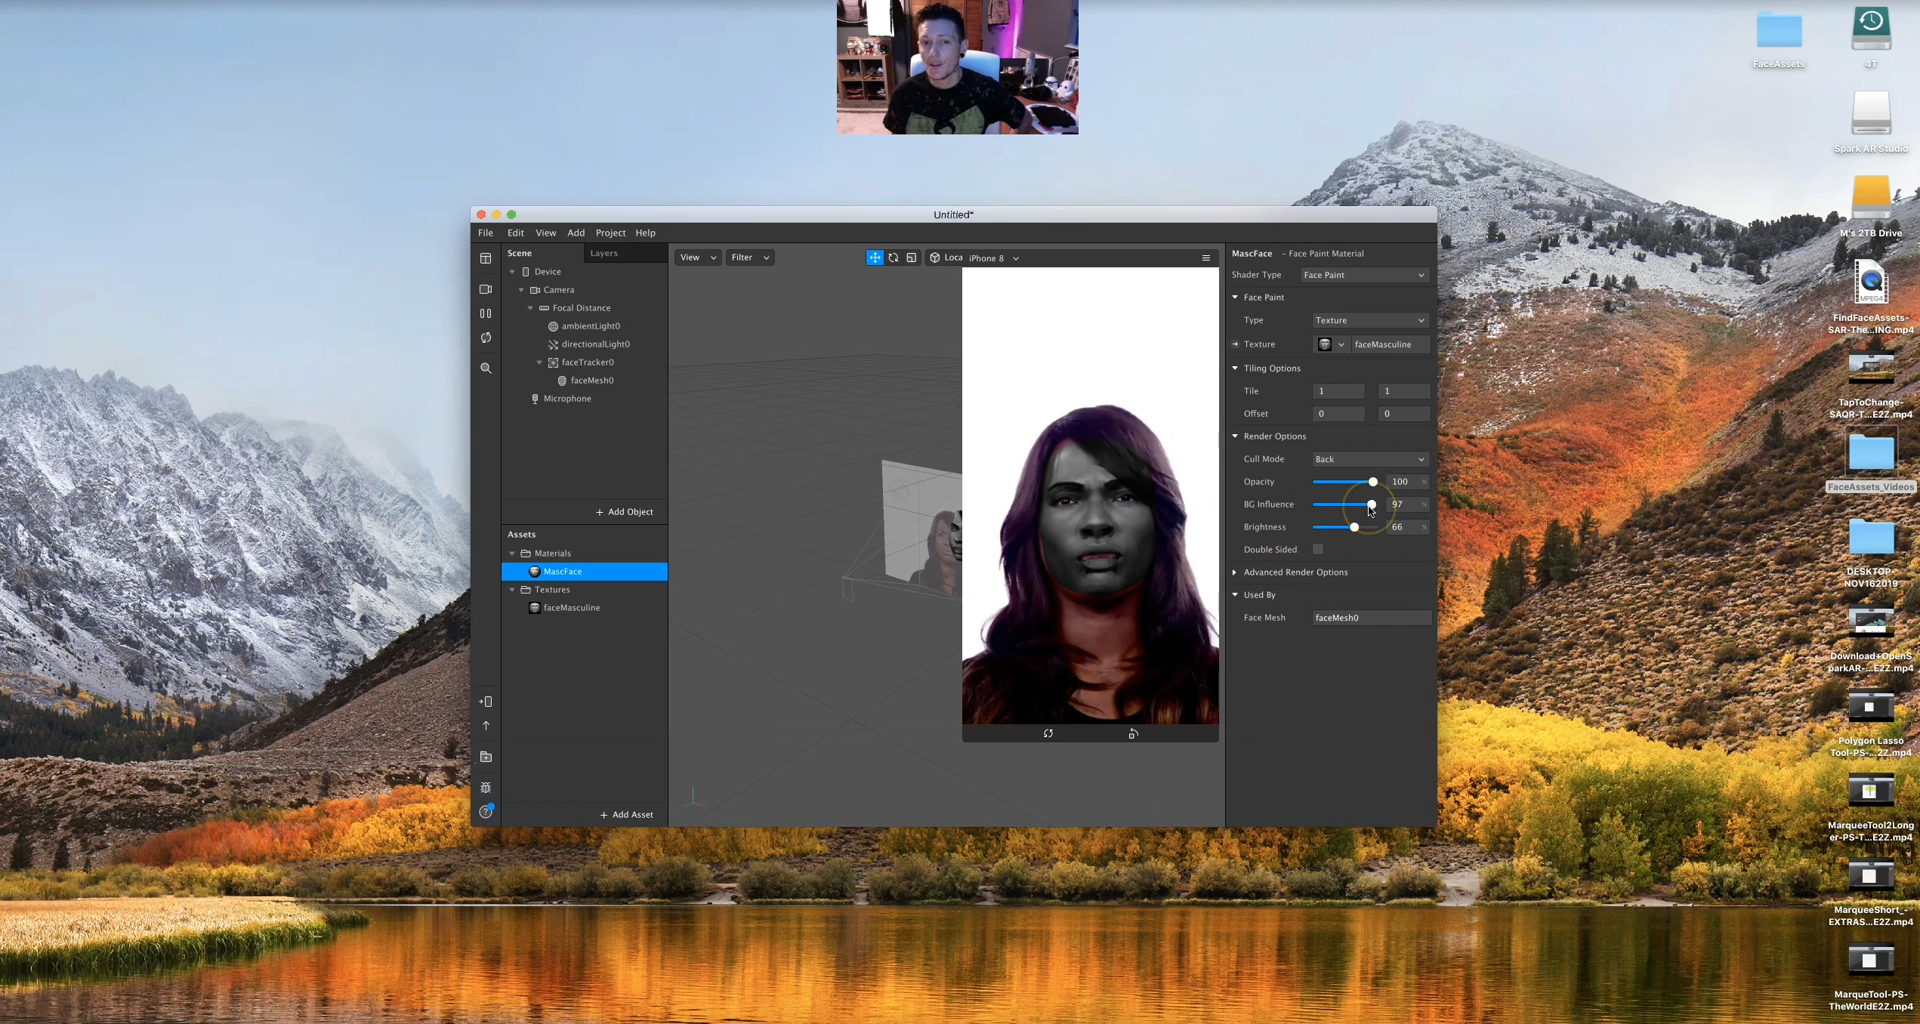 Untitled*
File Edit View Add Project Help
Scene Layers
Device
Camera
Focal Distance
ambientLight0
directionalLight0
faceTracker0
faceMesh0
Microphone
+ Add Object
Assets
Materials
MascFace
Textures
faceMasculine
+ Add Asset
View Filter Loca iPhone 8
MascFace - Face Paint Material
Shader Type Face Paint
Face Paint
Type Texture
Texture faceMasculine
Tiling Options
Tile 1 1
Offset 0 0
Render Options
Cull Mode Back
Opacity 100 %
BG Influence 97 %
Brightness 66 %
Double Sided
Advanced Render Options
Used By
Face Mesh faceMesh0
FaceAssets
4T
Spark AR Studio
M's 2TB Drive
MPEG4
FindFaceAssets-
SAR-The...ING.mp4
TapToChange-
SAQR-T...E2Z.mp4
FaceAssets_Videos
DESKTOP-
NOV162019
Download+OpenS
parkAR-...E2Z.mp4
Polygon Lasso
Tool-PS-...2Z.mp4
MarqueeTool2Long
er-PS-T...E2Z.mp4
MarqueeShort_-
EXTRAS...E2Z.mp4
MarqueTool-PS-
TheWorldE2Z.mp4